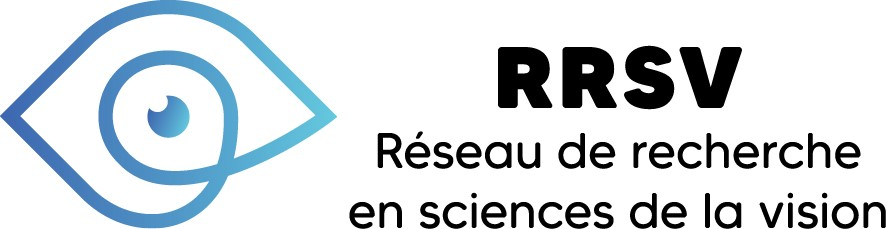 RRSV
Réseau de recherche
en sciences de la vision